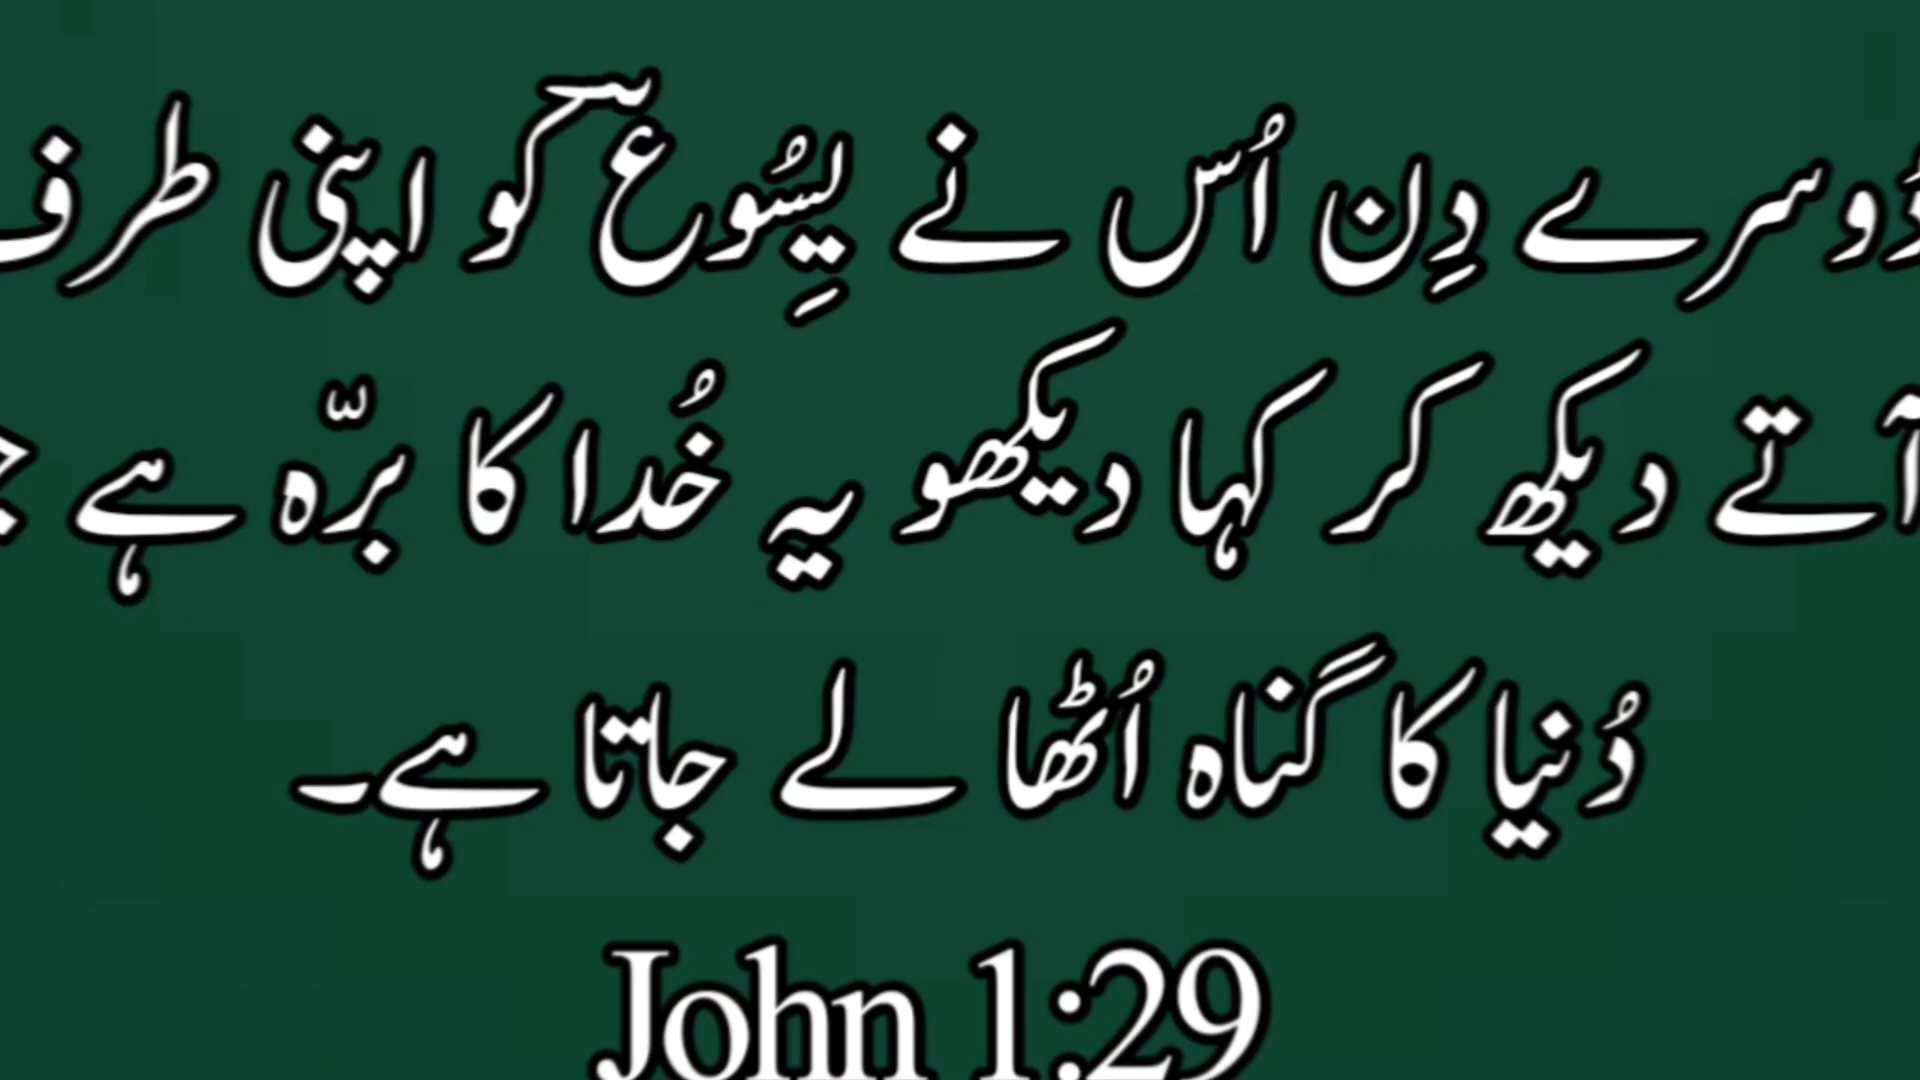 دُوسرے دِن اُس نے یِسُوعؔ کو اپنی طرف
آتے دیکھ کر کہا دیکھو یہ خُدا کا برّہ ہے
دُنیا کا گُناہ اُٹھا لے جاتا ہے۔
John 1:29